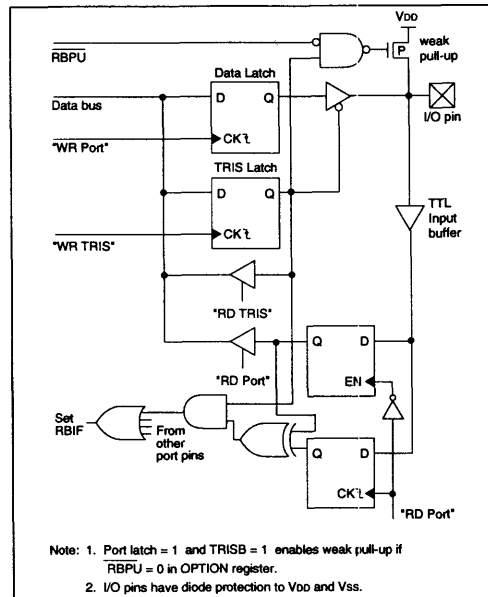 VDD
RBPU
P
weak
pull-up
Data Latch
Data bus
D
Q
I/O pin
"WR Port"
CK
TRIS Latch
D
Q
TTL
Input
buffer
"WR TRIS"
CK
"RD TRIS"
Q
D
"RD Port"
EN
Set
RBIF
From
other
port pins
Q
D
CK
"RD Port"
Note: 1. Port latch = 1 and TRISB = 1 enables weak pull-up if
RBPU = 0 in OPTION register.
2. I/O pins have diode protection to VDD and VSS.